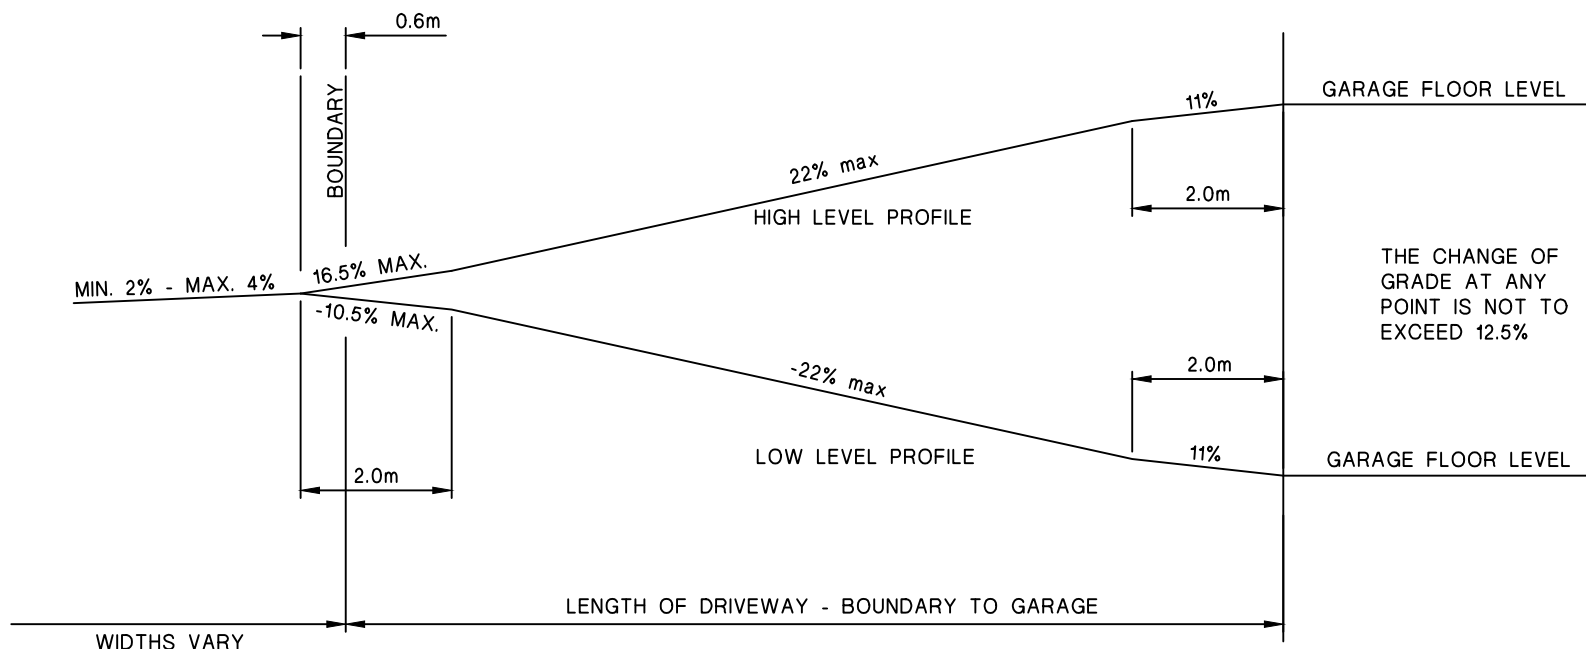 0.6m
BOUNDARY
GARAGE FLOOR LEVEL
11%
22% max
2.0m
HIGH LEVEL PROFILE
16.5% MAX.
MIN. 2% - MAX. 4%
-10.5% MAX.
THE CHANGE OF
GRADE AT ANY
POINT IS NOT TO
EXCEED 12.5%
-22% max
2.0m
LOW LEVEL PROFILE
11%
GARAGE FLOOR LEVEL
2.0m
LENGTH OF DRIVEWAY - BOUNDARY TO GARAGE
WIDTHS VARY